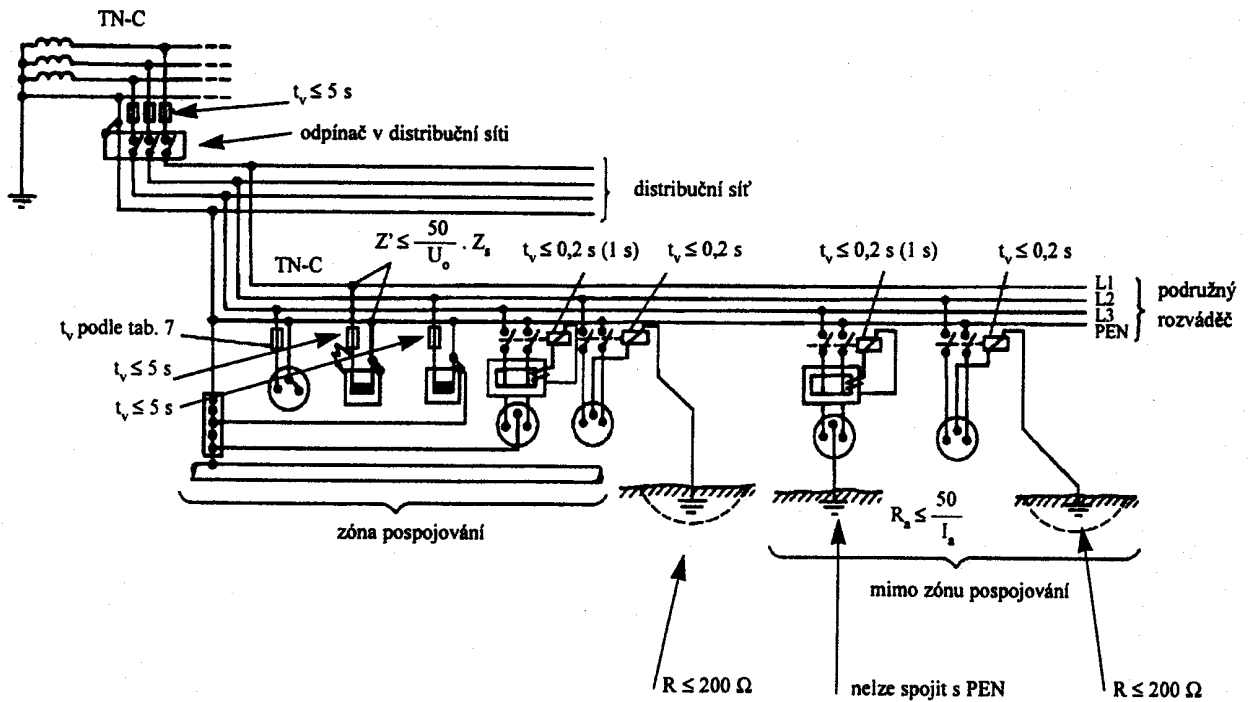 TN-C
t_v ≤ 5 s
odpínač v distribuční síti
distribuční síť
Z' ≤ 50/U_o . Z_s
t_v ≤ 0,2 s (1 s)
t_v ≤ 0,2 s
t_v ≤ 0,2 s (1 s)
t_v ≤ 0,2 s
TN-C
L1
L2
L3
PEN
podružný
rozváděč
t_v podle tab. 7
t_v ≤ 5 s
t_v ≤ 5 s
R_a ≤ 50/I_a
zóna pospojování
mimo zónu pospojování
R ≤ 200 Ω
nelze spojit s PEN
R ≤ 200 Ω